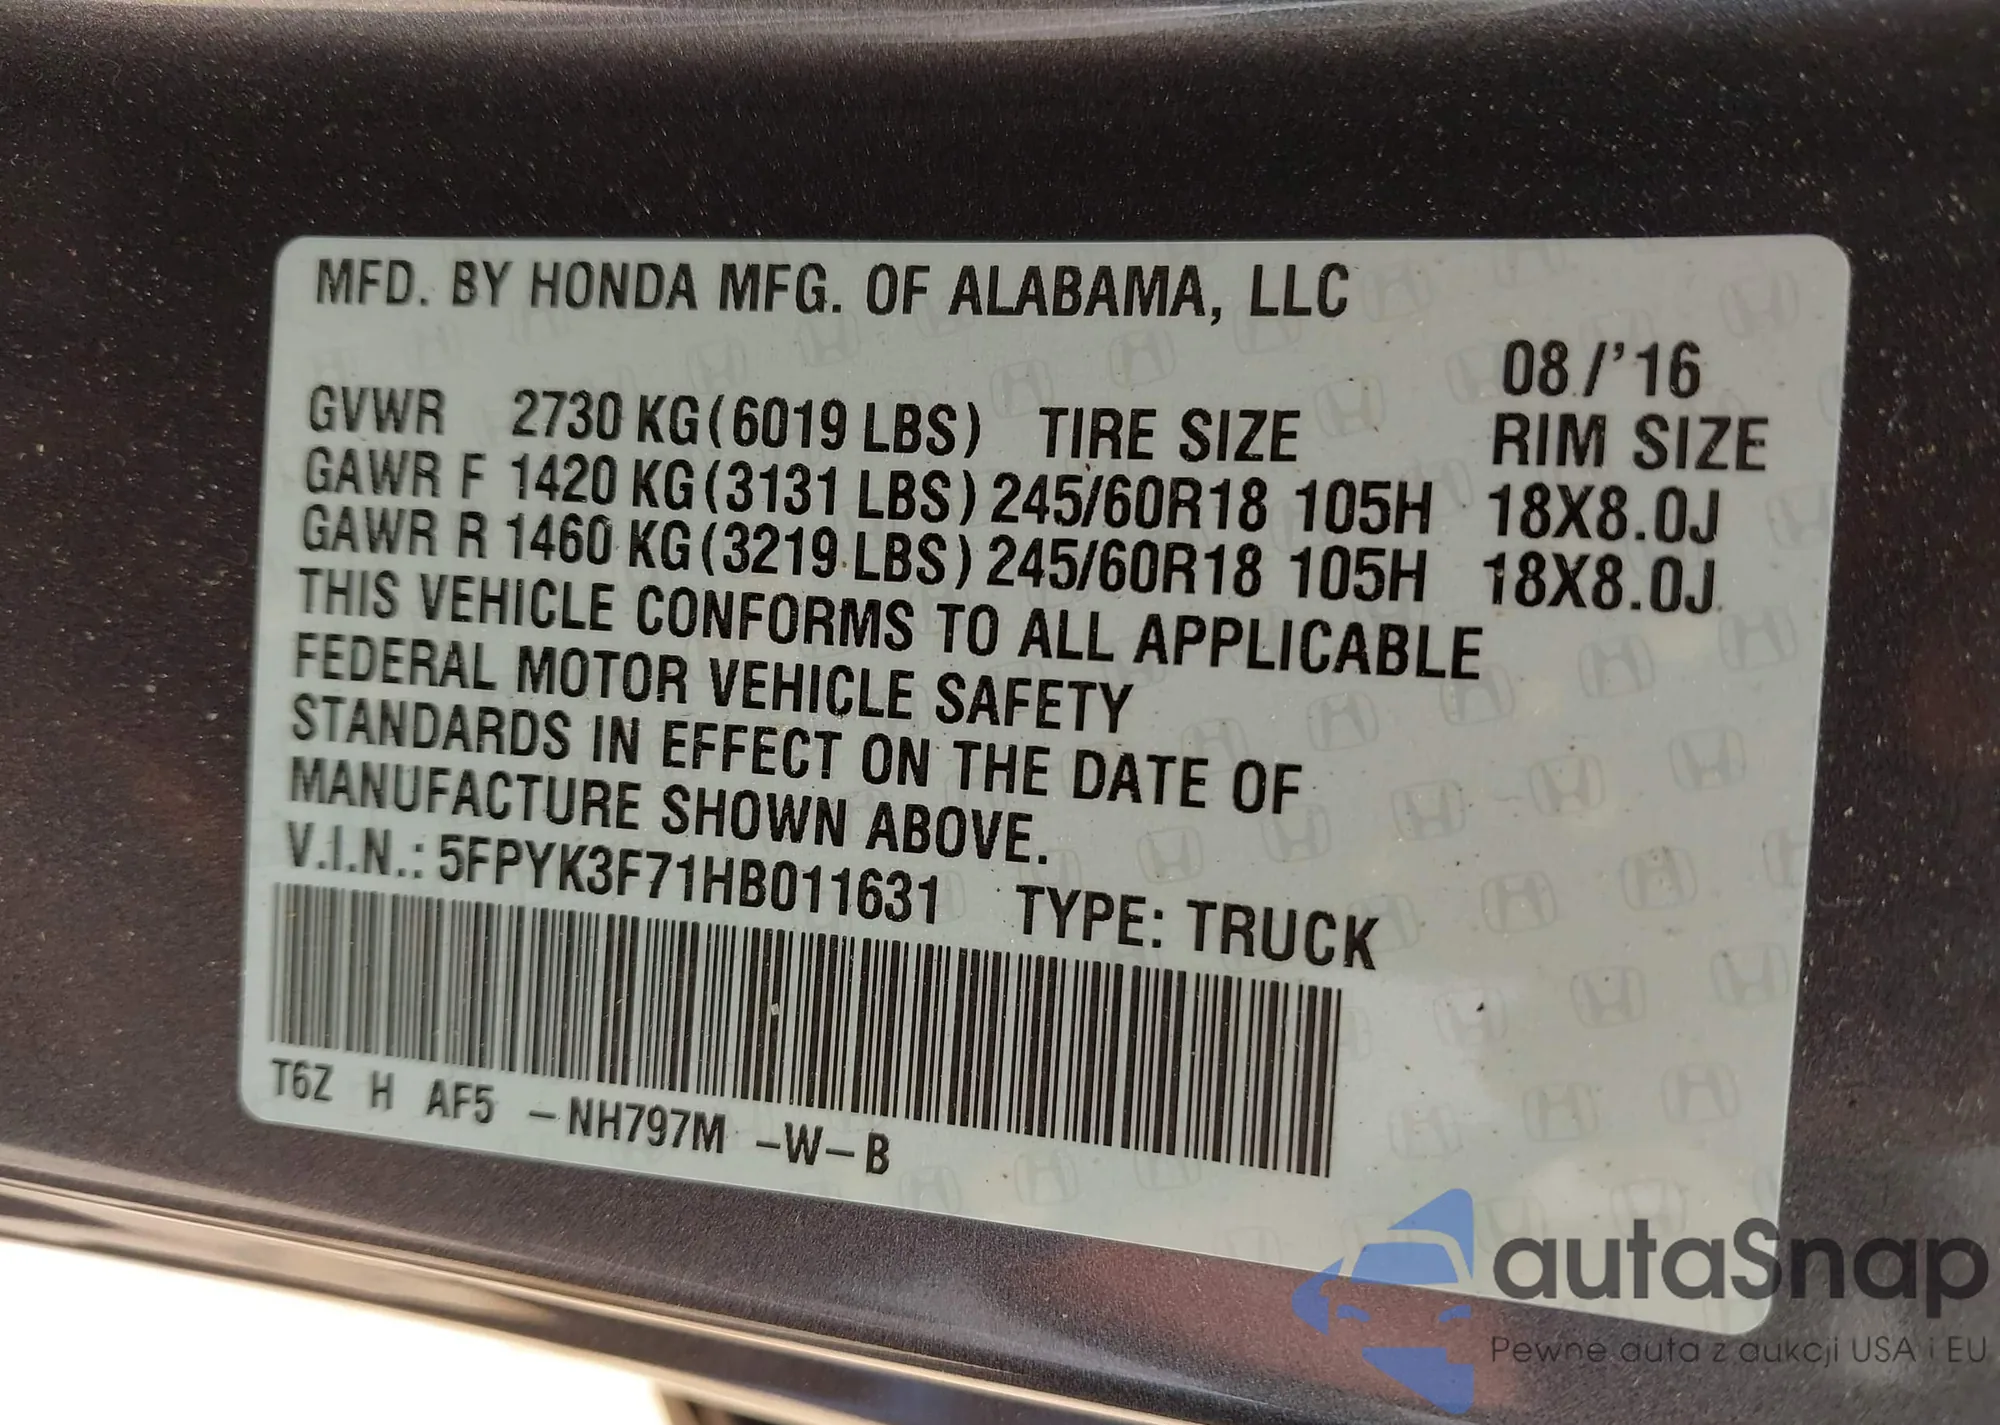 MFD. BY HONDA MFG. OF ALABAMA, LLC
08/'16
GVWR 2730 KG(6019 LBS) TIRE SIZE RIM SIZE
GAWR F 1420 KG(3131 LBS) 245/60R18 105H 18X8.0J
GAWR R 1460 KG(3219 LBS) 245/60R18 105H 18X8.0J
THIS VEHICLE CONFORMS TO ALL APPLICABLE
FEDERAL MOTOR VEHICLE SAFETY
STANDARDS IN EFFECT ON THE DATE OF
MANUFACTURE SHOWN ABOVE.
V.I.N.: 5FPYK3F71HB011631 TYPE: TRUCK
T6Z H AF5 -NH797M -W-B
autaSnap
Pewne auta z aukcji USA i EU